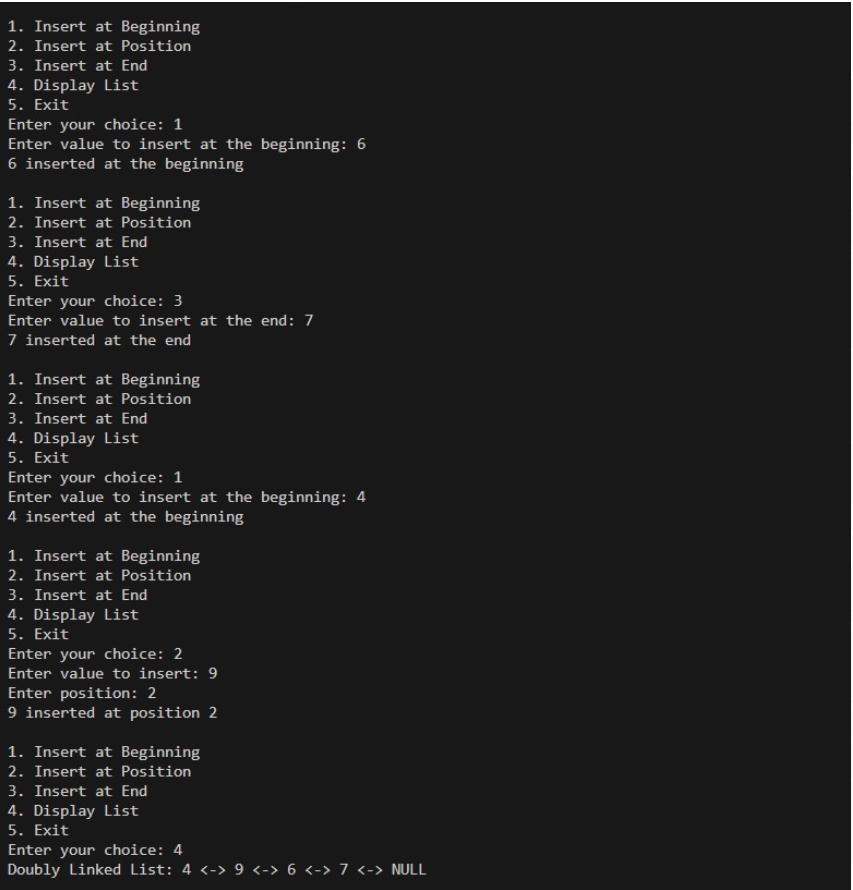 1. Insert at Beginning
2. Insert at Position
3. Insert at End
4. Display List
5. Exit
Enter your choice: 1
Enter value to insert at the beginning: 6
6 inserted at the beginning
1. Insert at Beginning
2. Insert at Position
3. Insert at End
4. Display List
5. Exit
Enter your choice: 3
Enter value to insert at the end: 7
7 inserted at the end
1. Insert at Beginning
2. Insert at Position
3. Insert at End
4. Display List
5. Exit
Enter your choice: 1
Enter value to insert at the beginning: 4
4 inserted at the beginning
1. Insert at Beginning
2. Insert at Position
3. Insert at End
4. Display List
5. Exit
Enter your choice: 2
Enter value to insert: 9
Enter position: 2
9 inserted at position 2
1. Insert at Beginning
2. Insert at Position
3. Insert at End
4. Display List
5. Exit
Enter your choice: 4
Doubly Linked List: 4 <-> 9 <-> 6 <-> 7 <-> NULL